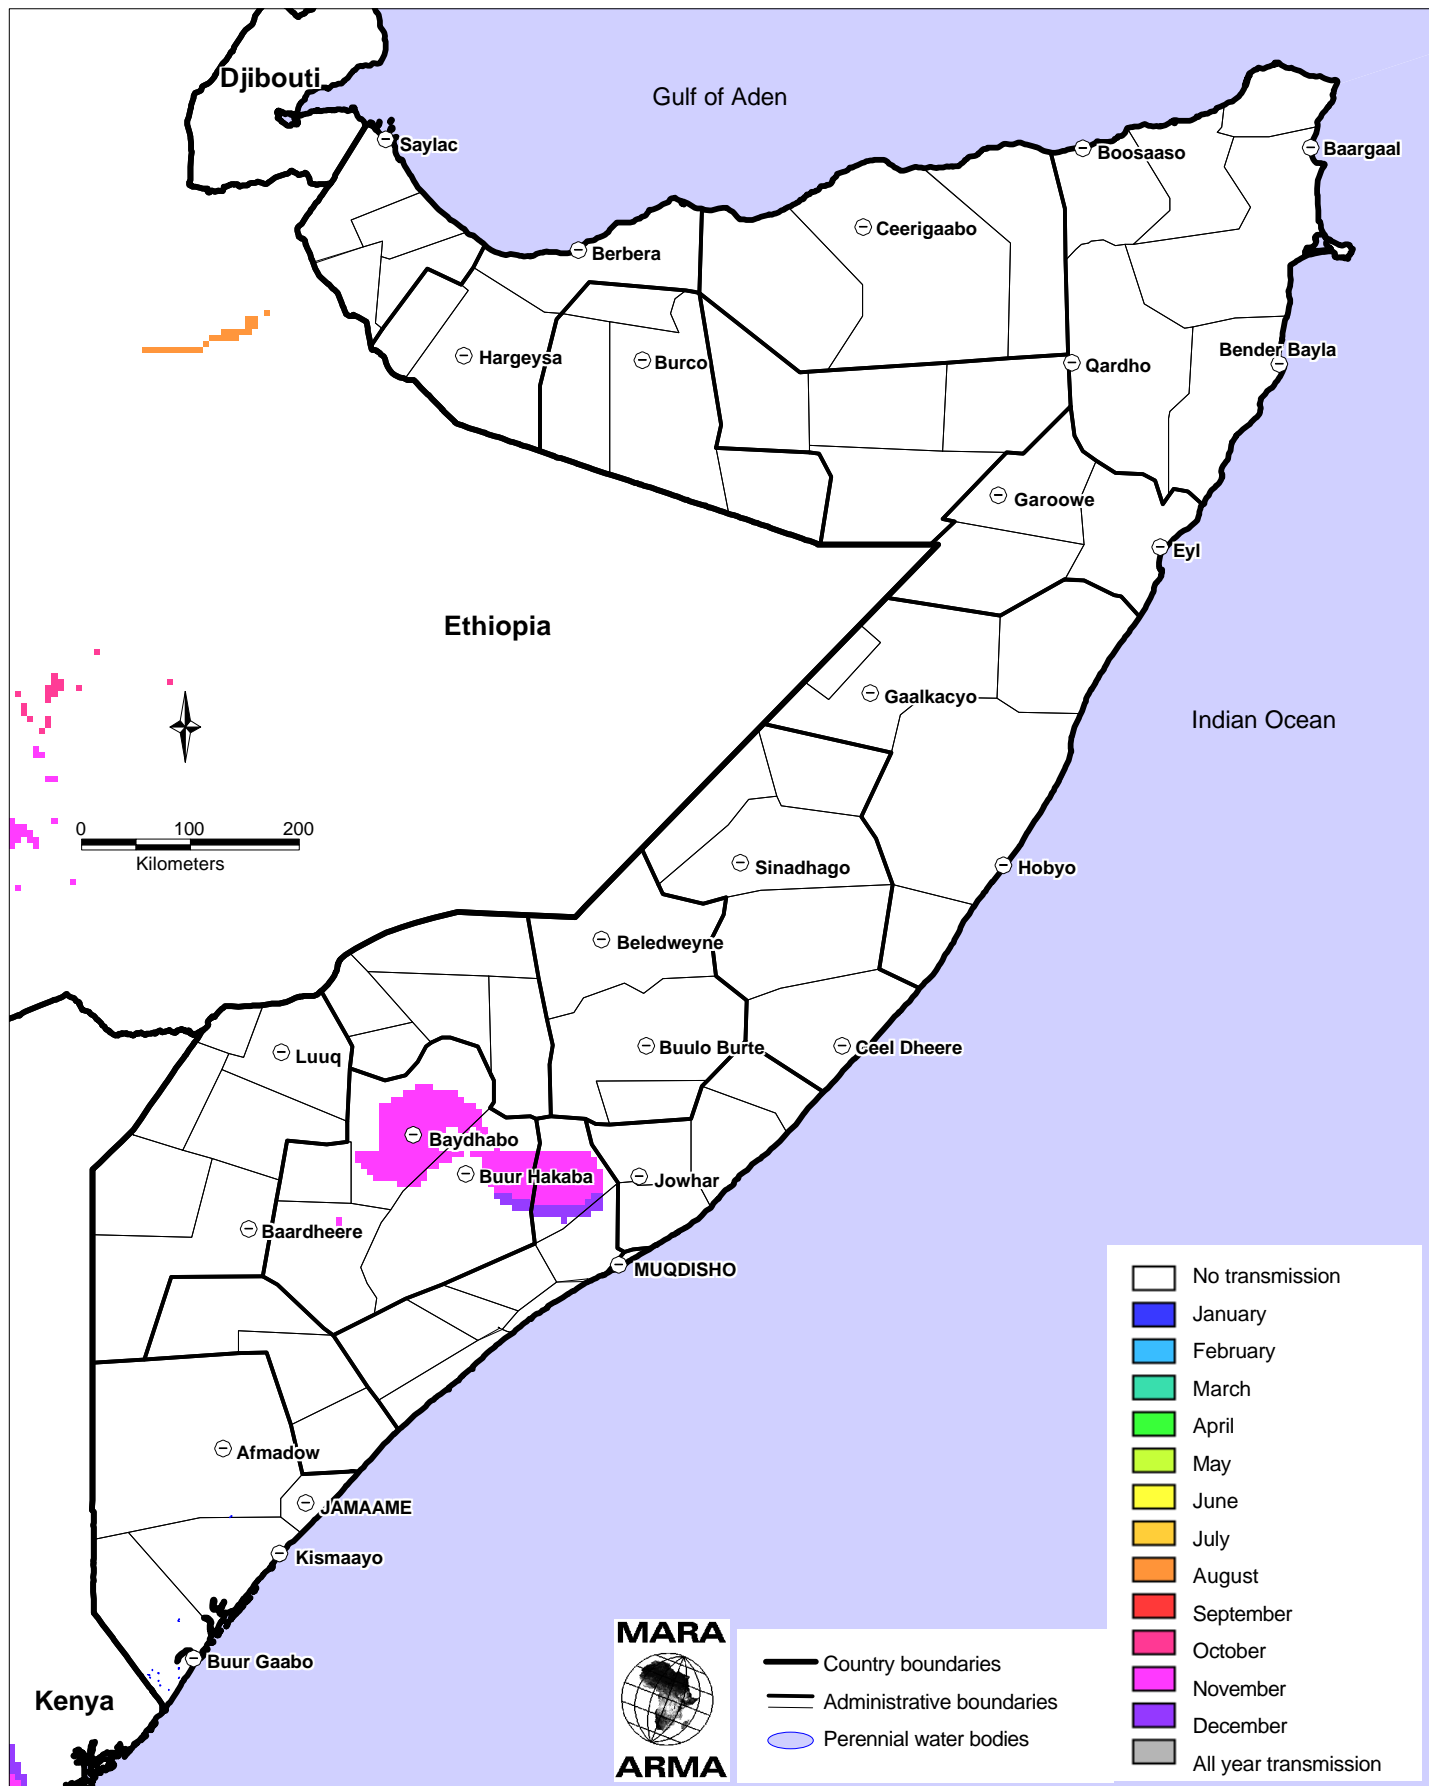 Djibouti
Gulf of Aden
Saylac
Boosaaso
Baargaal
Ceerigaabo
Berbera
Hargeysa
Burco
Qardho
Bender Bayla
Garoowe
Eyl
Ethiopia
Gaalkacyo
Indian Ocean
0 100 200
Kilometers
Sinadhago
Hobyo
Beledweyne
Luuq
Buulo Burte
Ceel Dheere
Baydhabo
Buur Hakaba
Jowhar
Baardheere
MUQDISHO
Afmadow
JAMAAME
Kismaayo
Buur Gaabo
Kenya
MARA
ARMA
Country boundaries
Administrative boundaries
Perennial water bodies
No transmission
January
February
March
April
May
June
July
August
September
October
November
December
All year transmission